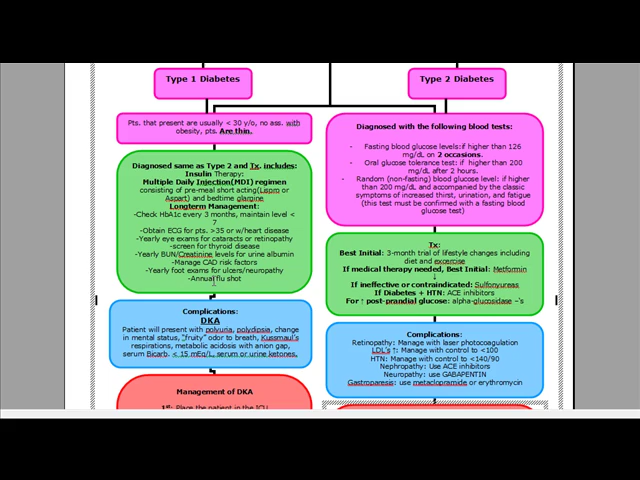 Type 1 Diabetes
Type 2 Diabetes
Pts. that present are usually < 30 y/o, no ass. with
obesity, pts. Are thin.
Diagnosed same as Type 2 and Tx. includes:
Insulin Therapy:
Multiple Daily Injection(MDI) regimen
consisting of pre-meal short acting(Lispro or
Aspart) and bedtime glargine
Longterm Management:
-Check HbA1c every 3 months, maintain level <
7
-Obtain ECG for pts. >35 or w/heart disease
-Yearly eye exams for cataracts or retinopathy
-screen for thyroid disease
-Yearly BUN/Creatinine levels for urine albumin
-Manage CAD risk factors
-Yearly foot exams for ulcers/neuropathy
-Annual flu shot
Complications:
DKA
Patient will present with polyuria, polydipsia, change
in mental status, "fruity" odor to breath, Kussmaul's
respirations, metabolic acidosis with anion gap,
serum Bicarb. < 15 mEq/L, serum or urine ketones.
Management of DKA
1st: Place the patient in the ICU
Diagnosed with the following blood tests:
- Fasting blood glucose levels:if higher than 126
mg/dL on 2 occasions.
- Oral glucose tolerance test: if higher than 200
mg/dL after 2 hours.
- Random (non-fasting) blood glucose level: if higher
than 200 mg/dL and accompanied by the classic
symptoms of increased thirst, urination, and fatigue
(this test must be confirmed with a fasting blood
glucose test)
Tx:
Best Initial: 3-month trial of lifestyle changes including
diet and excercise
If medical therapy needed, Best Initial: Metformin
↓
If ineffective or contraindicated: Sulfonyureas
If Diabetes + HTN: ACE inhibitors
For ↑ post-prandial glucose: alpha-glucosidase –'s
Complications:
Retinopathy: Manage with laser photocoagulation
LDL's ↑: Manage with control to <100
HTN: Mange with control to <140/90
Nephropathy: Use ACE inhibitors
Neuropathy: use GABAPENTIN
Gastroparesis: use metaclopramide or erythromycin